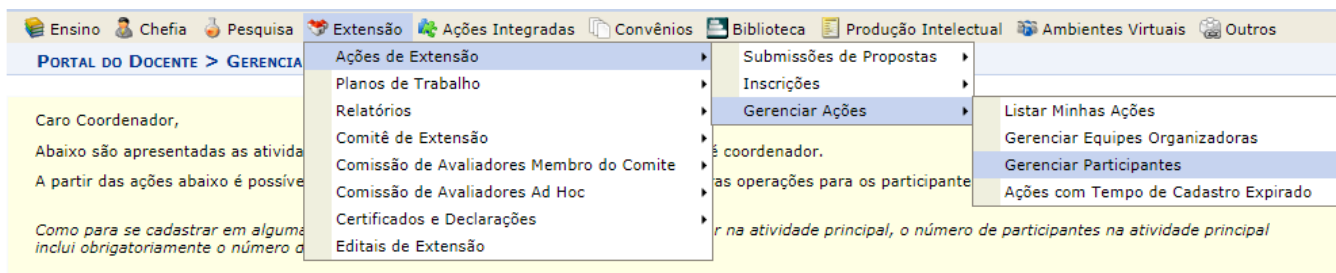 Ensino Chefia Pesquisa Extensão Ações Integradas Convênios Biblioteca Produção Intelectual Ambientes Virtuais Outros
PORTAL DO DOCENTE > GERENCIA
Ações de Extensão
Planos de Trabalho
Relatórios
Comitê de Extensão
Comissão de Avaliadores Membro do Comite
Comissão de Avaliadores Ad Hoc
Certificados e Declarações
Editais de Extensão
Submissões de Propostas
Inscrições
Gerenciar Ações
Listar Minhas Ações
Gerenciar Equipes Organizadoras
Gerenciar Participantes
Ações com Tempo de Cadastro Expirado
Caro Coordenador,
Abaixo são apresentadas as ativida é coordenador.
A partir das ações abaixo é possíve ras operações para os participante
Como para se cadastrar em alguma r na atividade principal, o número de participantes na atividade principal
inclui obrigatoriamente o número d